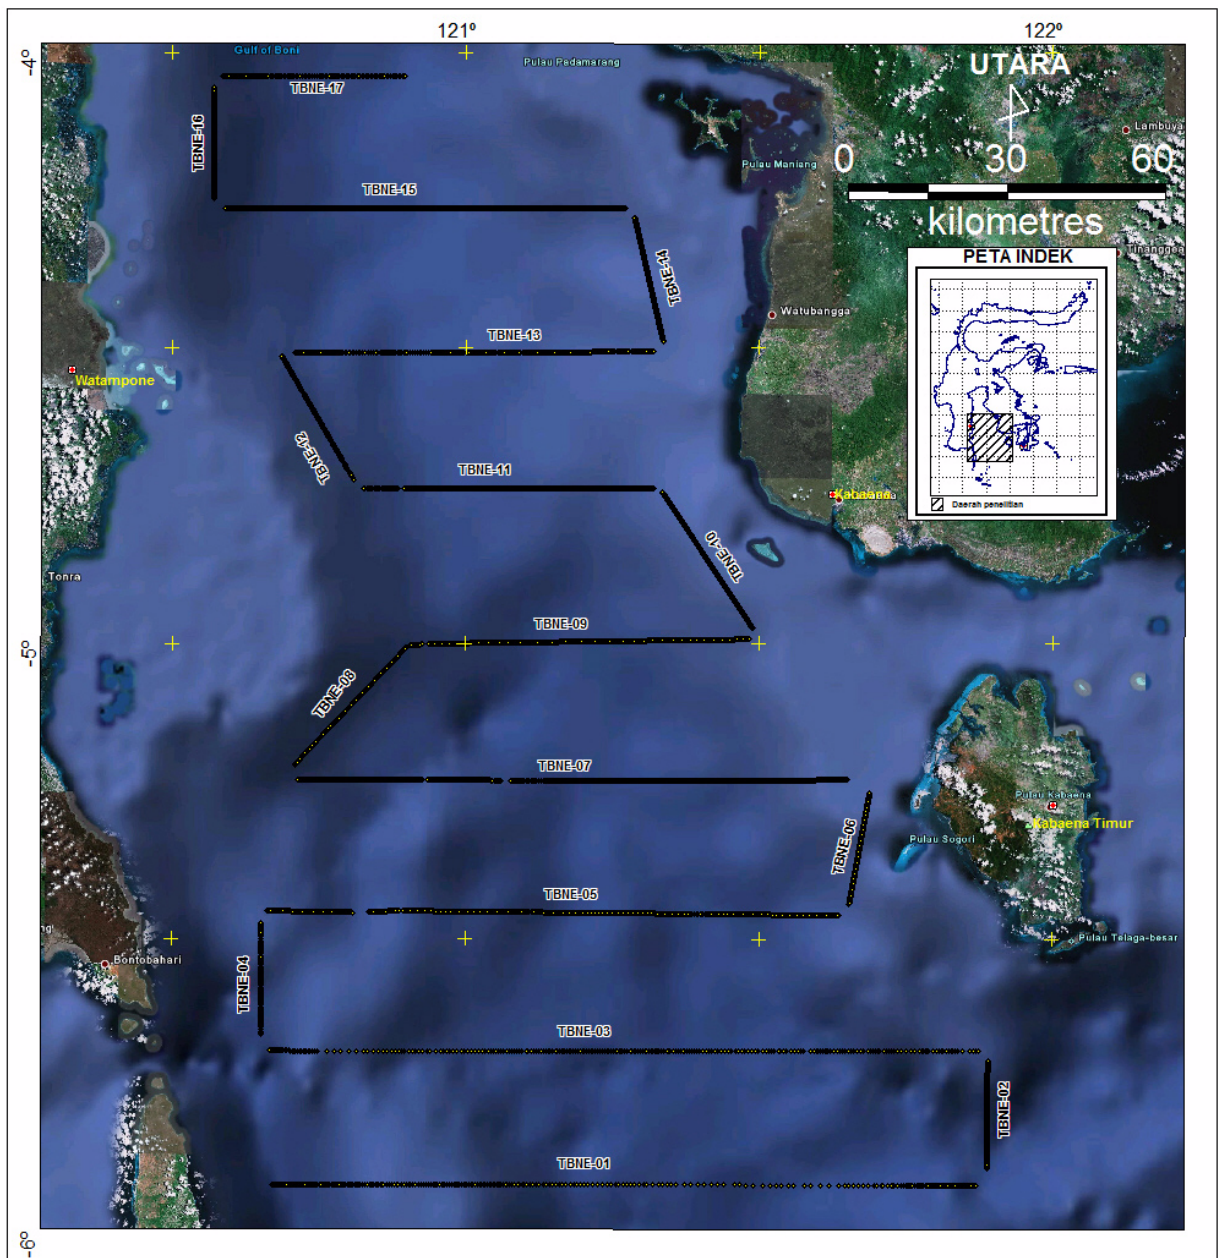 121°
122°
-4°
Gulf of Boni
Pulau Padamarang
UTARA
TBNE-17
Lambuya
TBNE-16
Pulau Maniang
0 30 60
TBNE-15
kilometres
TBNE-14
Tinanggea
PETA INDEK
Watubangga
TBNE-13
Watampone
TBNE-12
TBNE-11
Kabaena
Daerah penelitian
TBNE-10
Tonra
TBNE-09
-5°
TBNE-08
TBNE-07
Pulau Kabaena
Kabaena Timur
TBNE-06
Pulau Sogori
TBNE-05
Pulau Telaga-besar
Bontobahari
TBNE-04
TBNE-03
TBNE-02
TBNE-01
-6°